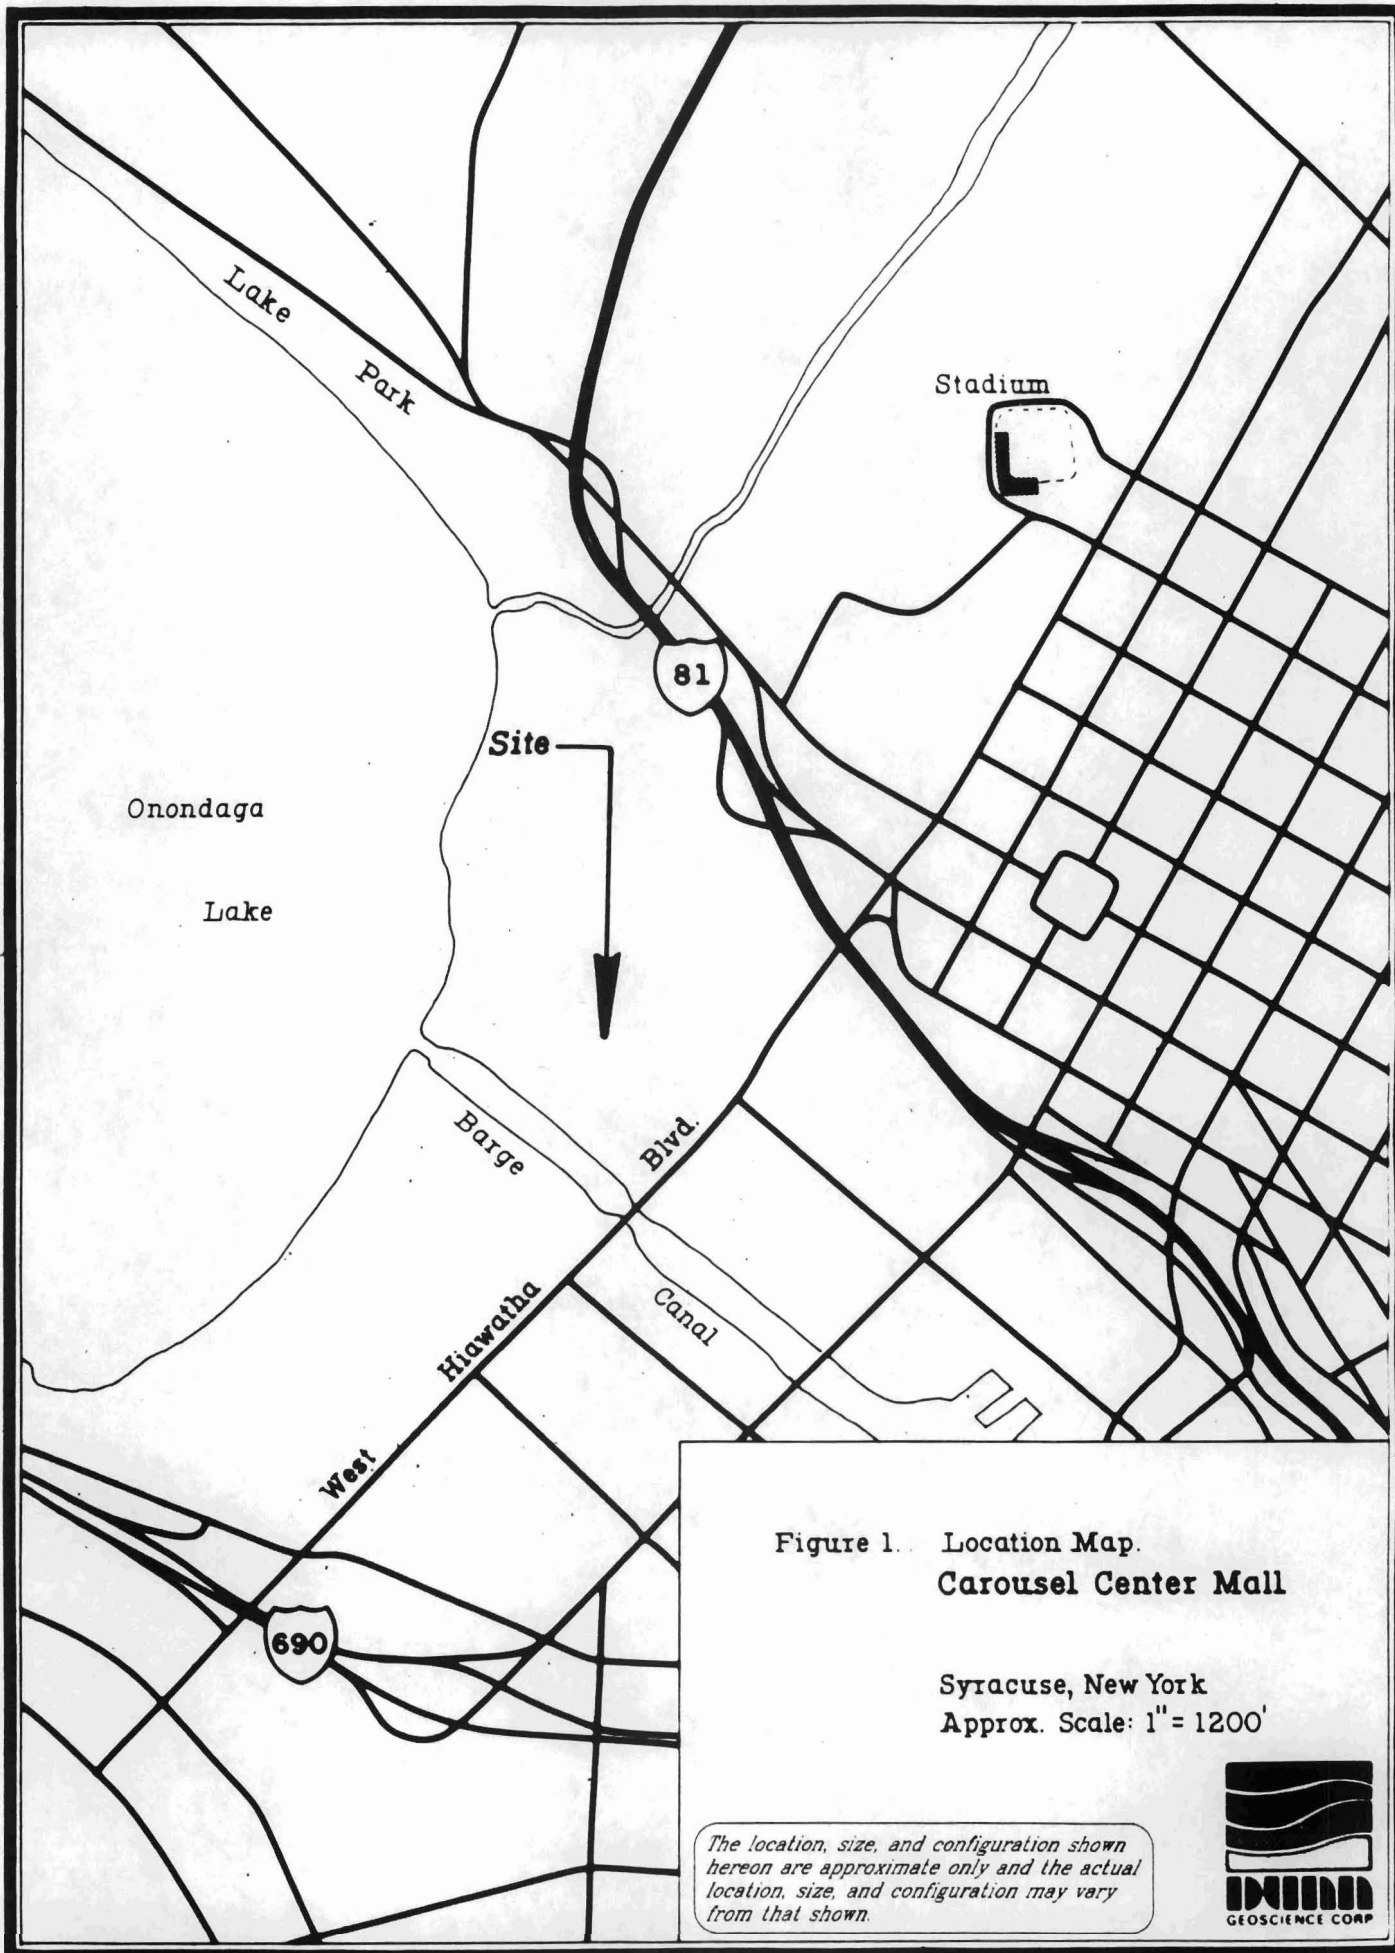 Lake
Park
Stadium
81
Site
Onondaga
Lake
Barge
Canal
West Hiawatha Blvd.
690
Figure 1. Location Map.
Carousel Center Mall
Syracuse, New York
Approx. Scale: 1" = 1200'
The location, size, and configuration shown
hereon are approximate only and the actual
location, size, and configuration may vary
from that shown.
GEOSCIENCE CORP